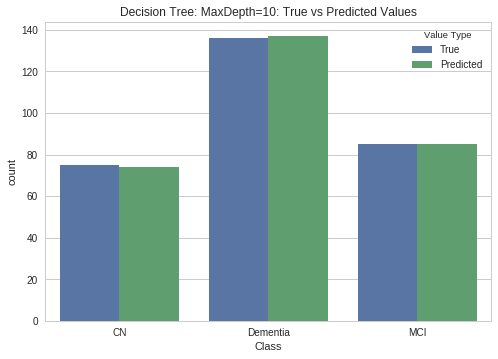 Decision Tree: MaxDepth=10: True vs Predicted Values
Value Type
True
Predicted
140
120
100
80
60
40
20
0
count
CN
Dementia
MCI
Class